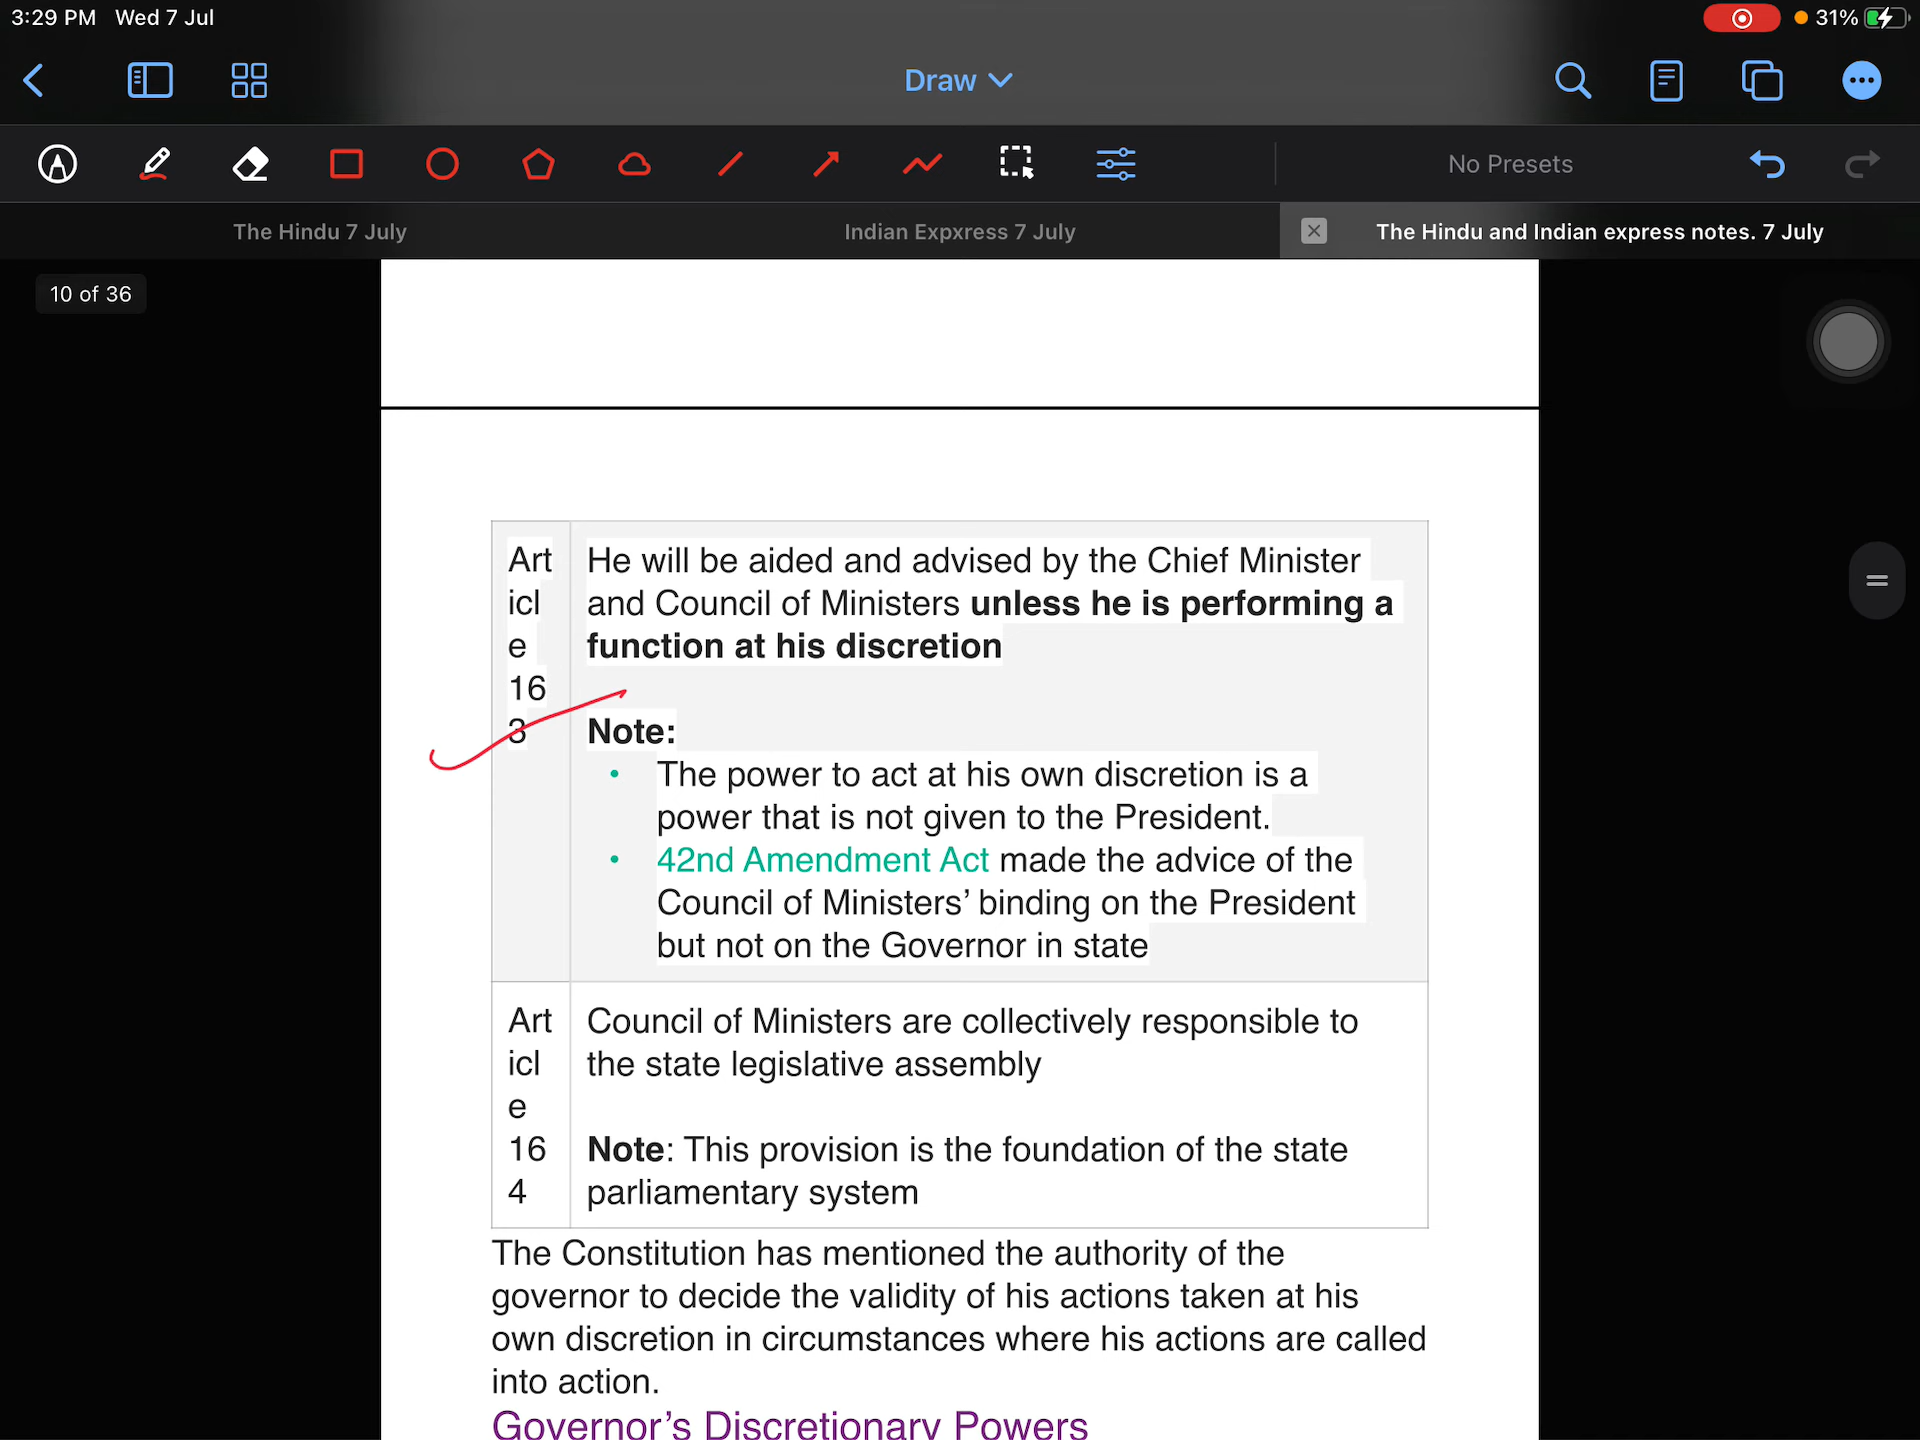 3:29 PM Wed 7 Jul
31%
Draw
No Presets
The Hindu 7 July
Indian Expxress 7 July
The Hindu and Indian express notes. 7 July
10 of 36
Art
icl
e
16
3
He will be aided and advised by the Chief Minister
and Council of Ministers unless he is performing a
function at his discretion
Note:
• The power to act at his own discretion is a
power that is not given to the President.
• 42nd Amendment Act made the advice of the
Council of Ministers’ binding on the President
but not on the Governor in state
Art
icl
e
16
4
Council of Ministers are collectively responsible to
the state legislative assembly
Note: This provision is the foundation of the state
parliamentary system
The Constitution has mentioned the authority of the
governor to decide the validity of his actions taken at his
own discretion in circumstances where his actions are called
into action.
Governor’s Discretionary Powers